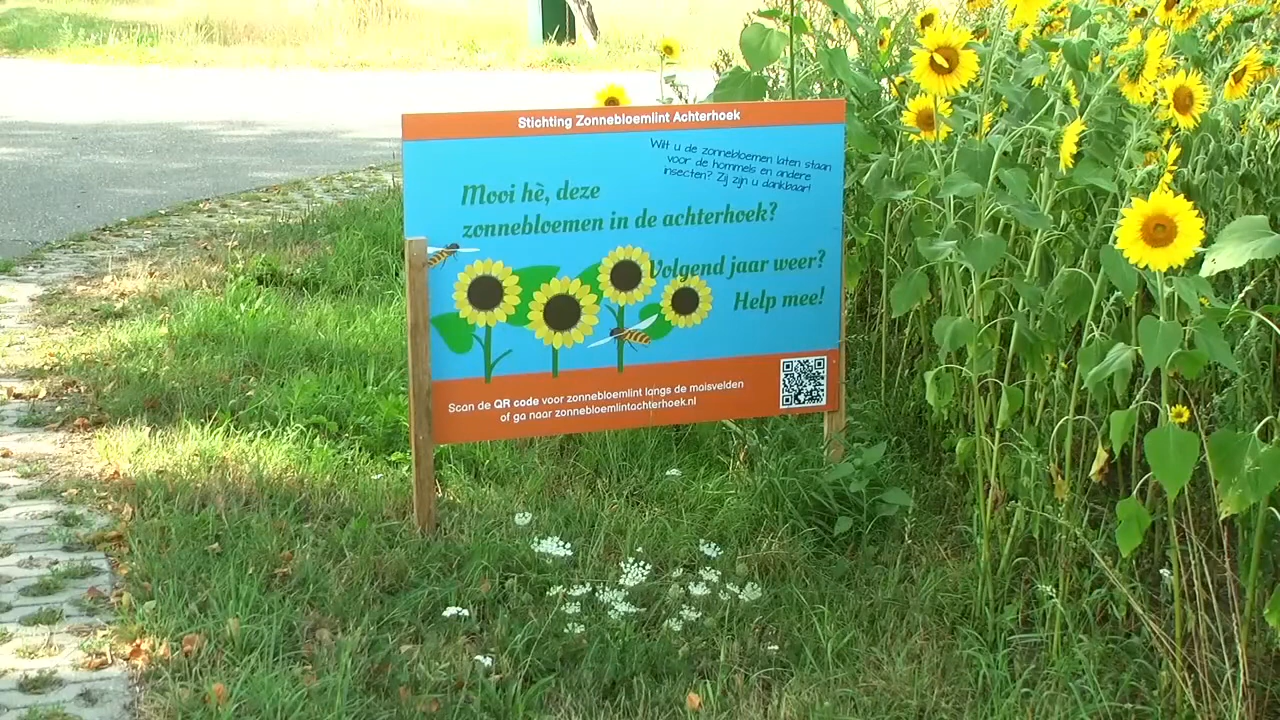 Stichting Zonnebloemlint Achterhoek
Wilt u de zonnebloemen laten staan
voor de hommels en andere
insecten? Zij zijn u dankbaar!
Mooi hè, deze
zonnebloemen in de achterhoek?
Volgend jaar weer?
Help mee!
Scan de QR code voor zonnebloemlint langs de maisvelden
of ga naar zonnebloemlintachterhoek.nl